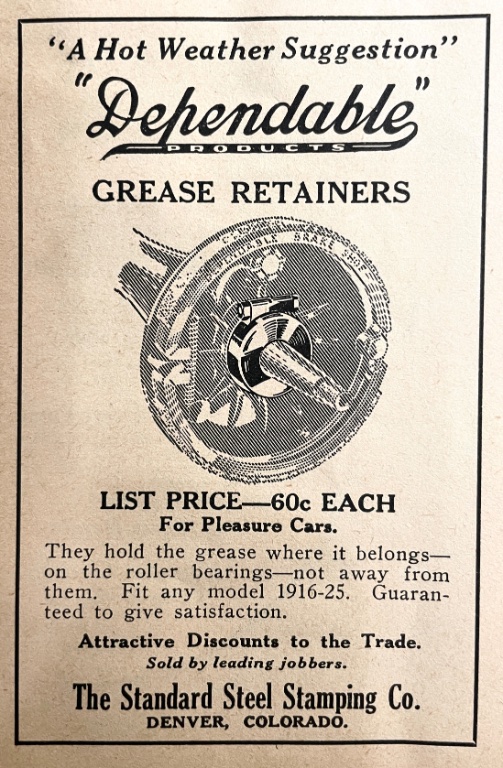 "A Hot Weather Suggestion"
"Dependable"
PRODUCTS
GREASE RETAINERS
BRAKE SHOP
LIST PRICE—60c EACH
For Pleasure Cars.
They hold the grease where it belongs—
on the roller bearings—not away from
them. Fit any model 1916-25. Guaran-
teed to give satisfaction.
Attractive Discounts to the Trade.
Sold by leading jobbers.
The Standard Steel Stamping Co.
DENVER, COLORADO.